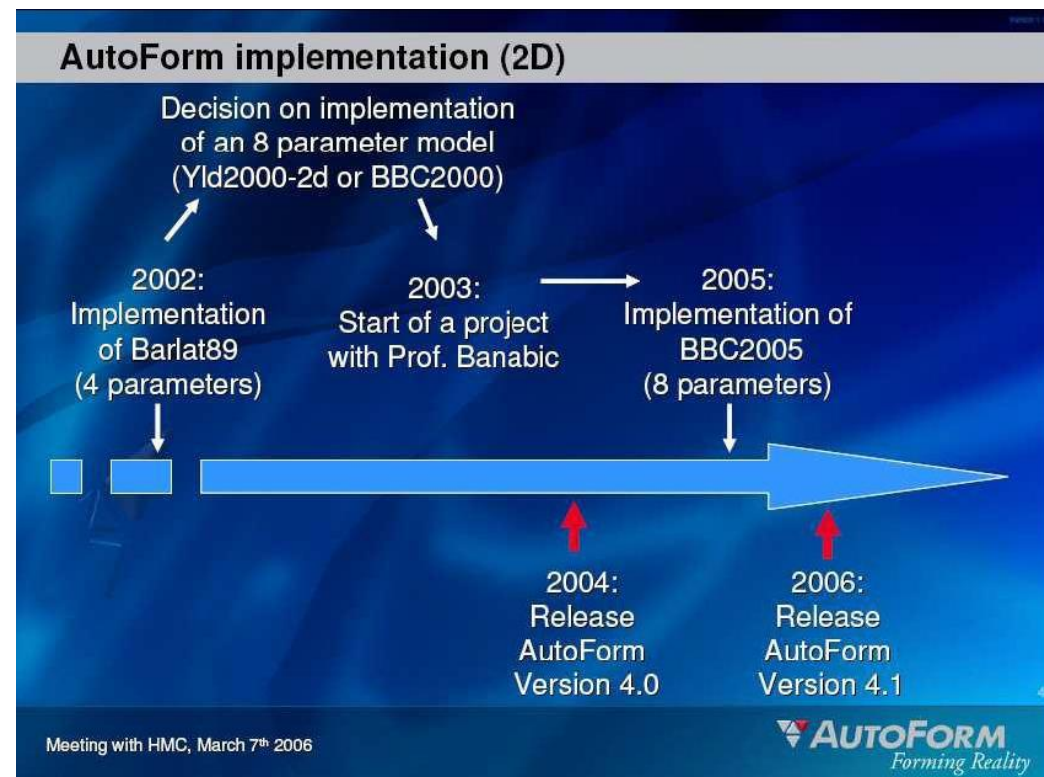 AutoForm implementation (2D)
Decision on implementation
of an 8 parameter model
(Yld2000-2d or BBC2000)
2002:
Implementation
of Barlat89
(4 parameters)
2003:
Start of a project
with Prof. Banabic
2005:
Implementation of
BBC2005
(8 parameters)
2004:
Release
AutoForm
Version 4.0
2006:
Release
AutoForm
Version 4.1
Meeting with HMC, March 7th 2006
AUTOFORM
Forming Reality